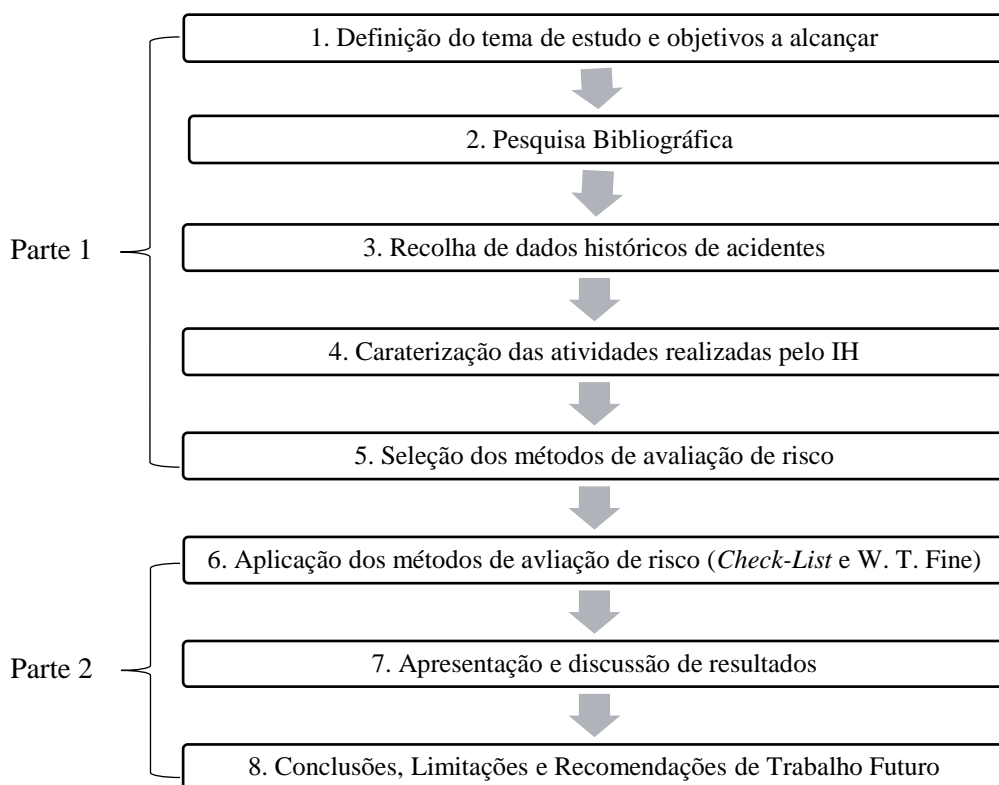 1. Definição do tema de estudo e objetivos a alcançar
2. Pesquisa Bibliográfica
Parte 1
3. Recolha de dados históricos de acidentes
4. Caraterização das atividades realizadas pelo IH
5. Seleção dos métodos de avaliação de risco
6. Aplicação dos métodos de avliação de risco (Check-List e W. T. Fine)
Parte 2
7. Apresentação e discussão de resultados
8. Conclusões, Limitações e Recomendações de Trabalho Futuro